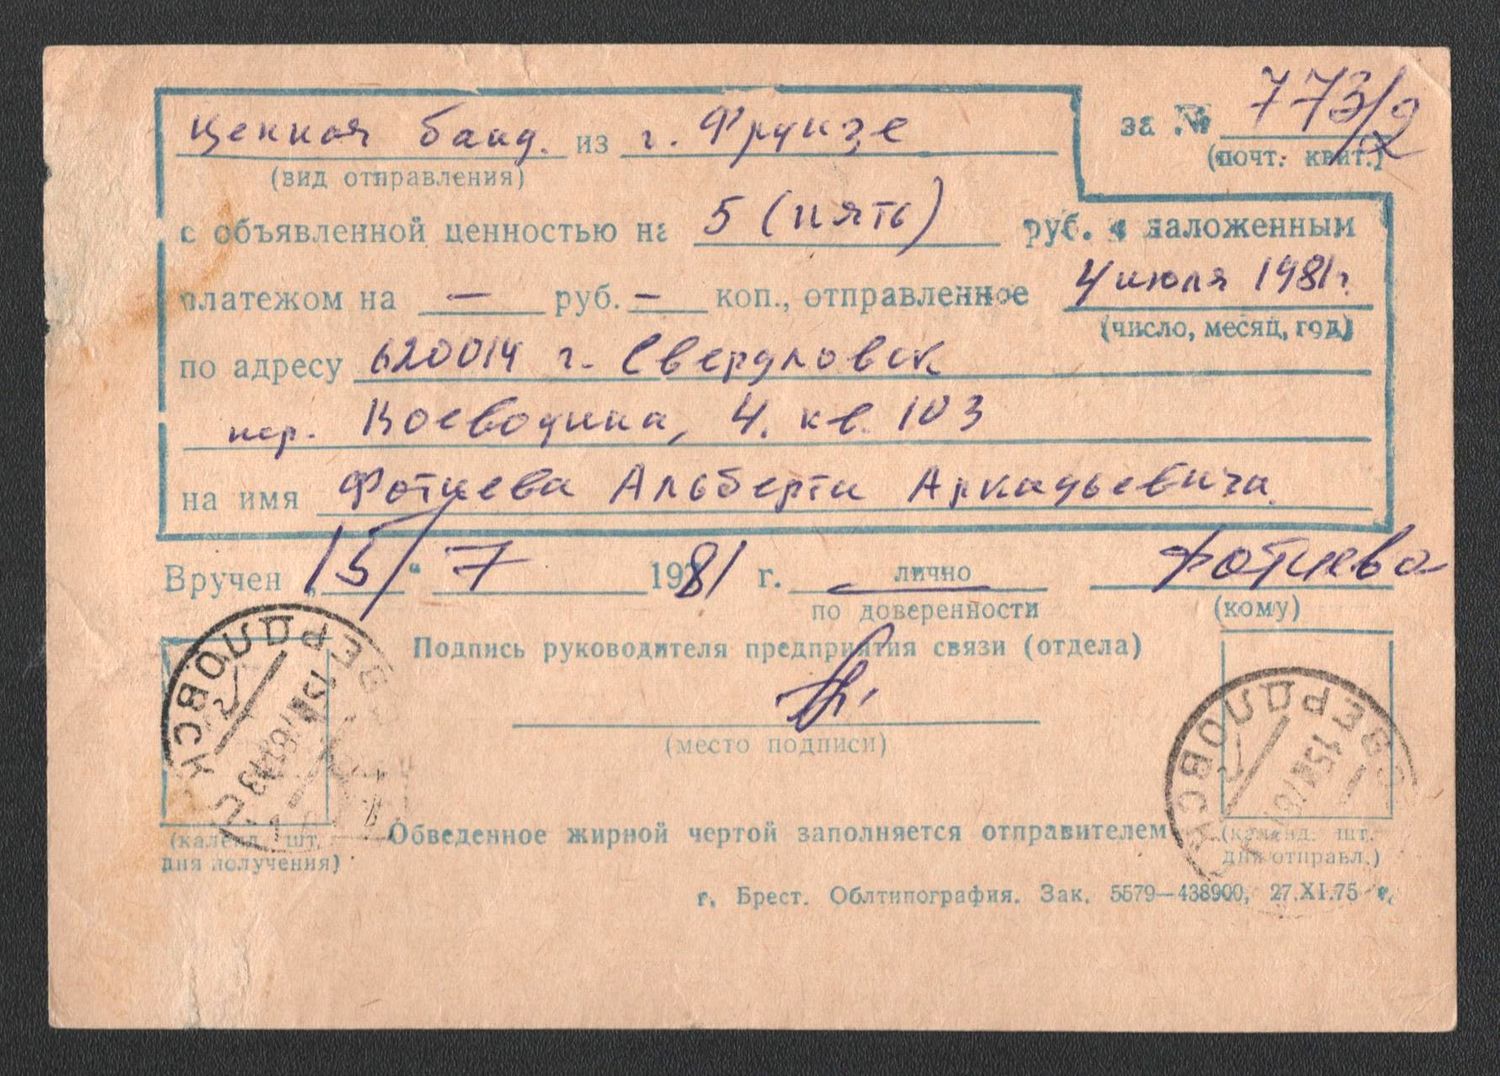 ценная банд. из г. Фрунзе за № 773/2
(вид отправления) (почт. квит.)
с объявленной ценностью на 5 (пять) руб. и наложенным
платежом на — руб. — коп., отправленное 4 июля 1981 г.
(число, месяц, год)
по адресу 620014 г. Свердловск
пер. Воеводина, 4. кв. 103
на имя Фотиева Альберта Аркадьевича
Вручен „15/“ 7 1981 г. лично Фотиева
по доверенности (кому)
Подпись руководителя предприятия связи (отдела)
(место подписи)
СВЕРДЛОВСК
СВЕРДЛОВСК
Обведенное жирной чертой заполняется отправителем
(календ. шт. дня получения)
(календ. шт. дня отправл.)
г. Брест. Облтипография. Зак. 5579—438900, 27.XI.75 г.